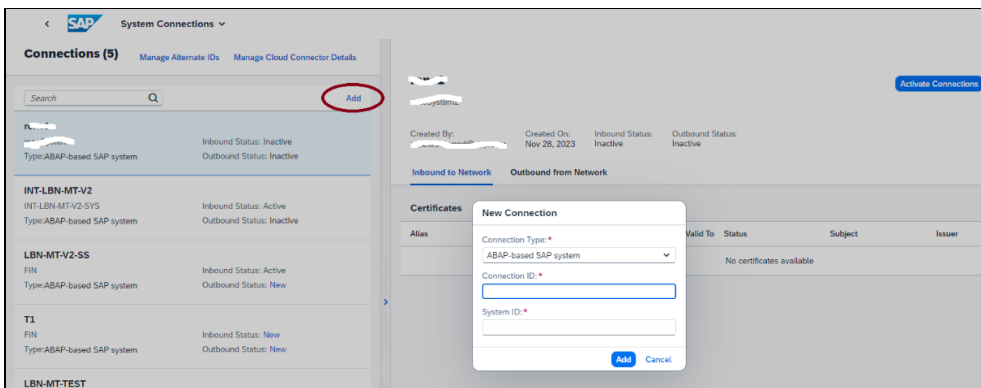 SAP System Connections
Connections (5) Manage Alternate IDs Manage Cloud Connector Details
Search Add
Inbound Status: Inactive
Type:ABAP-based SAP system Outbound Status: Inactive
INT-LBN-MT-V2
INT-LBN-MT-V2-SYS Inbound Status: Active
Type:ABAP-based SAP system Outbound Status: Inactive
LBN-MT-V2-SS
FIN Inbound Status: Active
Type:ABAP-based SAP system Outbound Status: New
T1
FIN Inbound Status: New
Type:ABAP-based SAP system Outbound Status: New
LBN-MT-TEST
Activate Connections
Created By: Created On: Inbound Status: Outbound Status:
Nov 28, 2023 Inactive Inactive
Inbound to Network Outbound from Network
Certificates
Alias Valid To Status Subject Issuer
No certificates available
New Connection
Connection Type:*
ABAP-based SAP system
Connection ID:*
System ID:*
Add Cancel